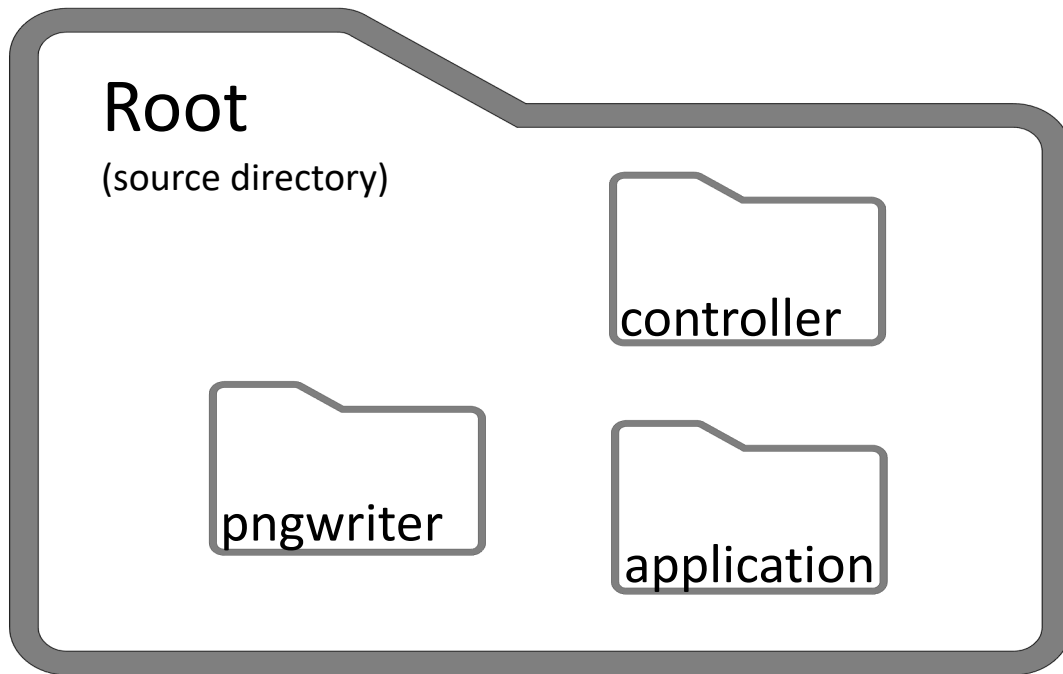 Root
(source directory)
controller
pngwriter
application